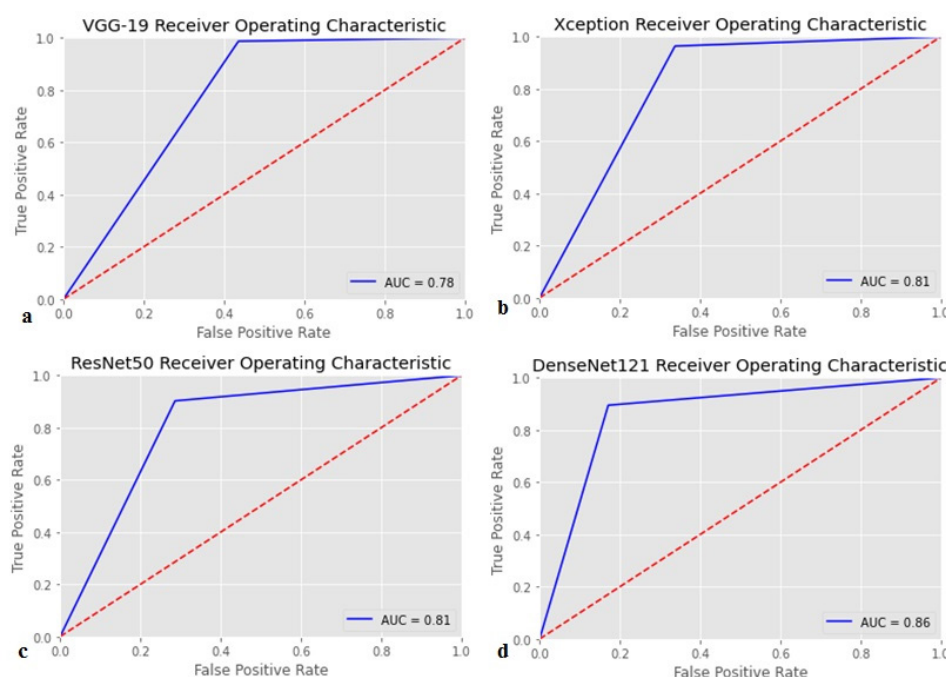 VGG-19 Receiver Operating Characteristic
1.0
0.8
0.6
0.4
0.2
0.0
True Positive Rate
AUC = 0.78
0.0 0.2 0.4 0.6 0.8 1.0
False Positive Rate
a
Xception Receiver Operating Characteristic
1.0
0.8
0.6
0.4
0.2
0.0
True Positive Rate
AUC = 0.81
0.0 0.2 0.4 0.6 0.8 1.0
False Positive Rate
b
ResNet50 Receiver Operating Characteristic
1.0
0.8
0.6
0.4
0.2
0.0
True Positive Rate
AUC = 0.81
0.0 0.2 0.4 0.6 0.8 1.0
False Positive Rate
c
DenseNet121 Receiver Operating Characteristic
1.0
0.8
0.6
0.4
0.2
0.0
True Positive Rate
AUC = 0.86
0.0 0.2 0.4 0.6 0.8 1.0
False Positive Rate
d